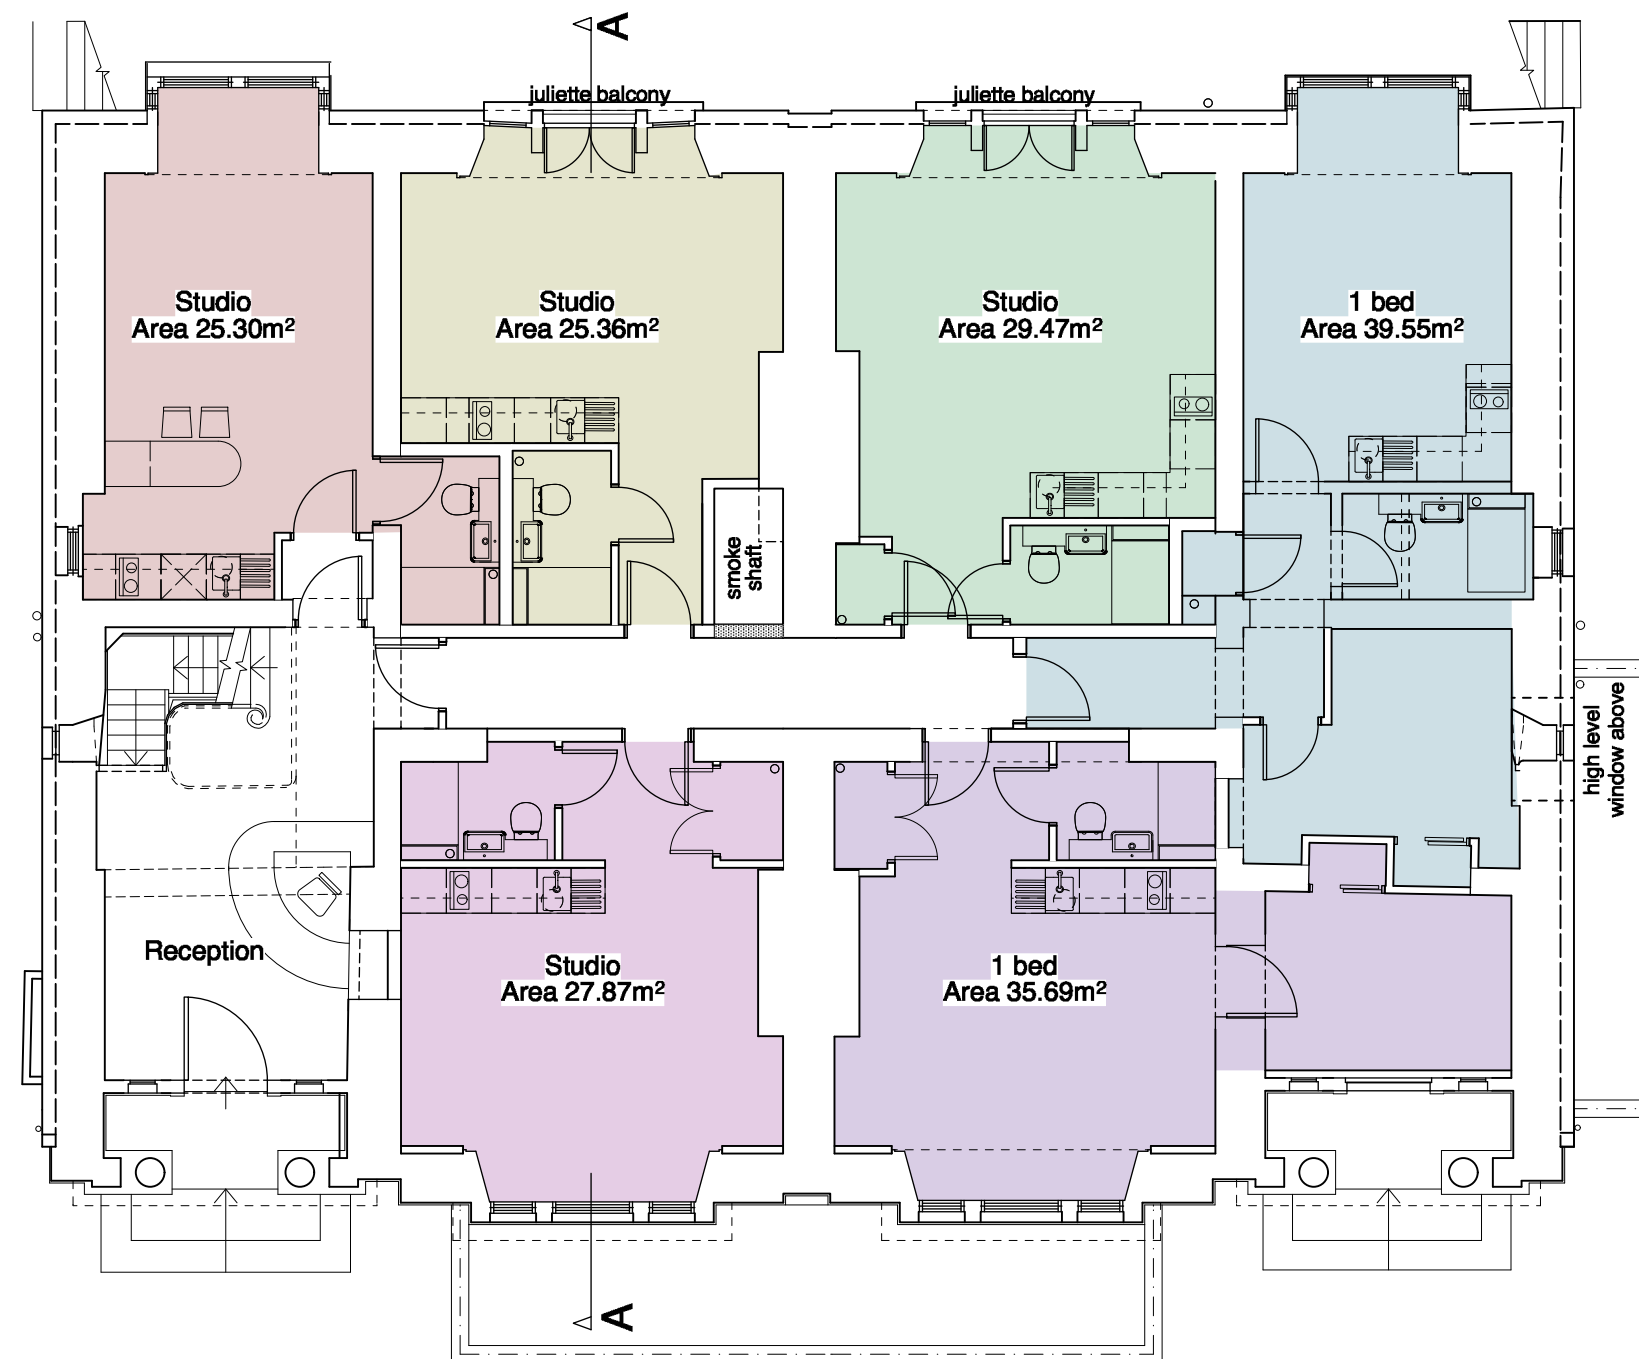 A
juliette balcony
juliette balcony
Studio
Area 25.30m²
Studio
Area 25.36m²
Studio
Area 29.47m²
1 bed
Area 39.55m²
smoke
shaft
high level
window above
Reception
Studio
Area 27.87m²
1 bed
Area 35.69m²
A